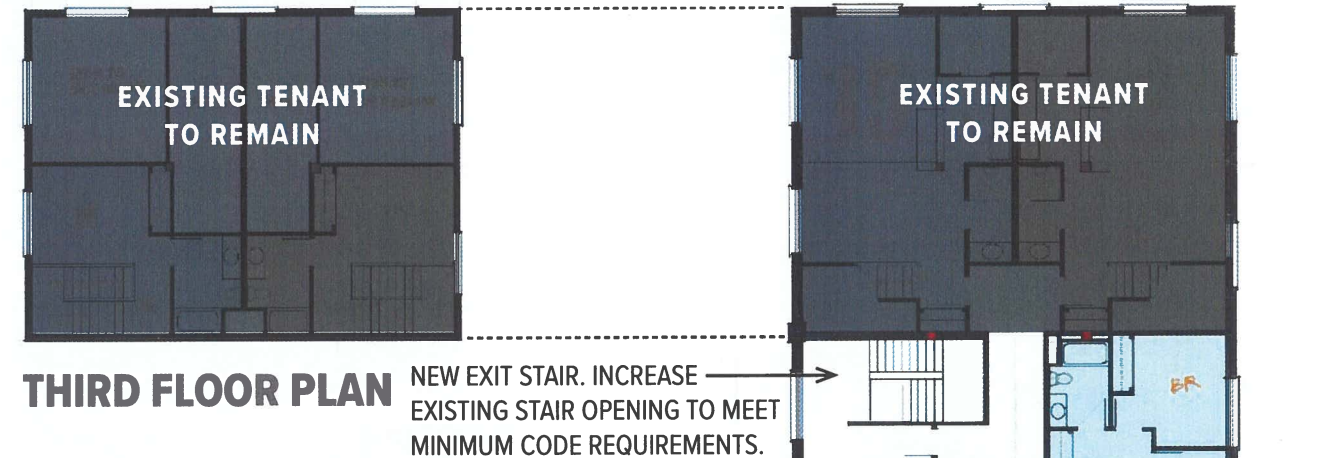 EXISTING TENANT
TO REMAIN
EXISTING TENANT
TO REMAIN
THIRD FLOOR PLAN
NEW EXIT STAIR. INCREASE
EXISTING STAIR OPENING TO MEET
MINIMUM CODE REQUIREMENTS.
BR